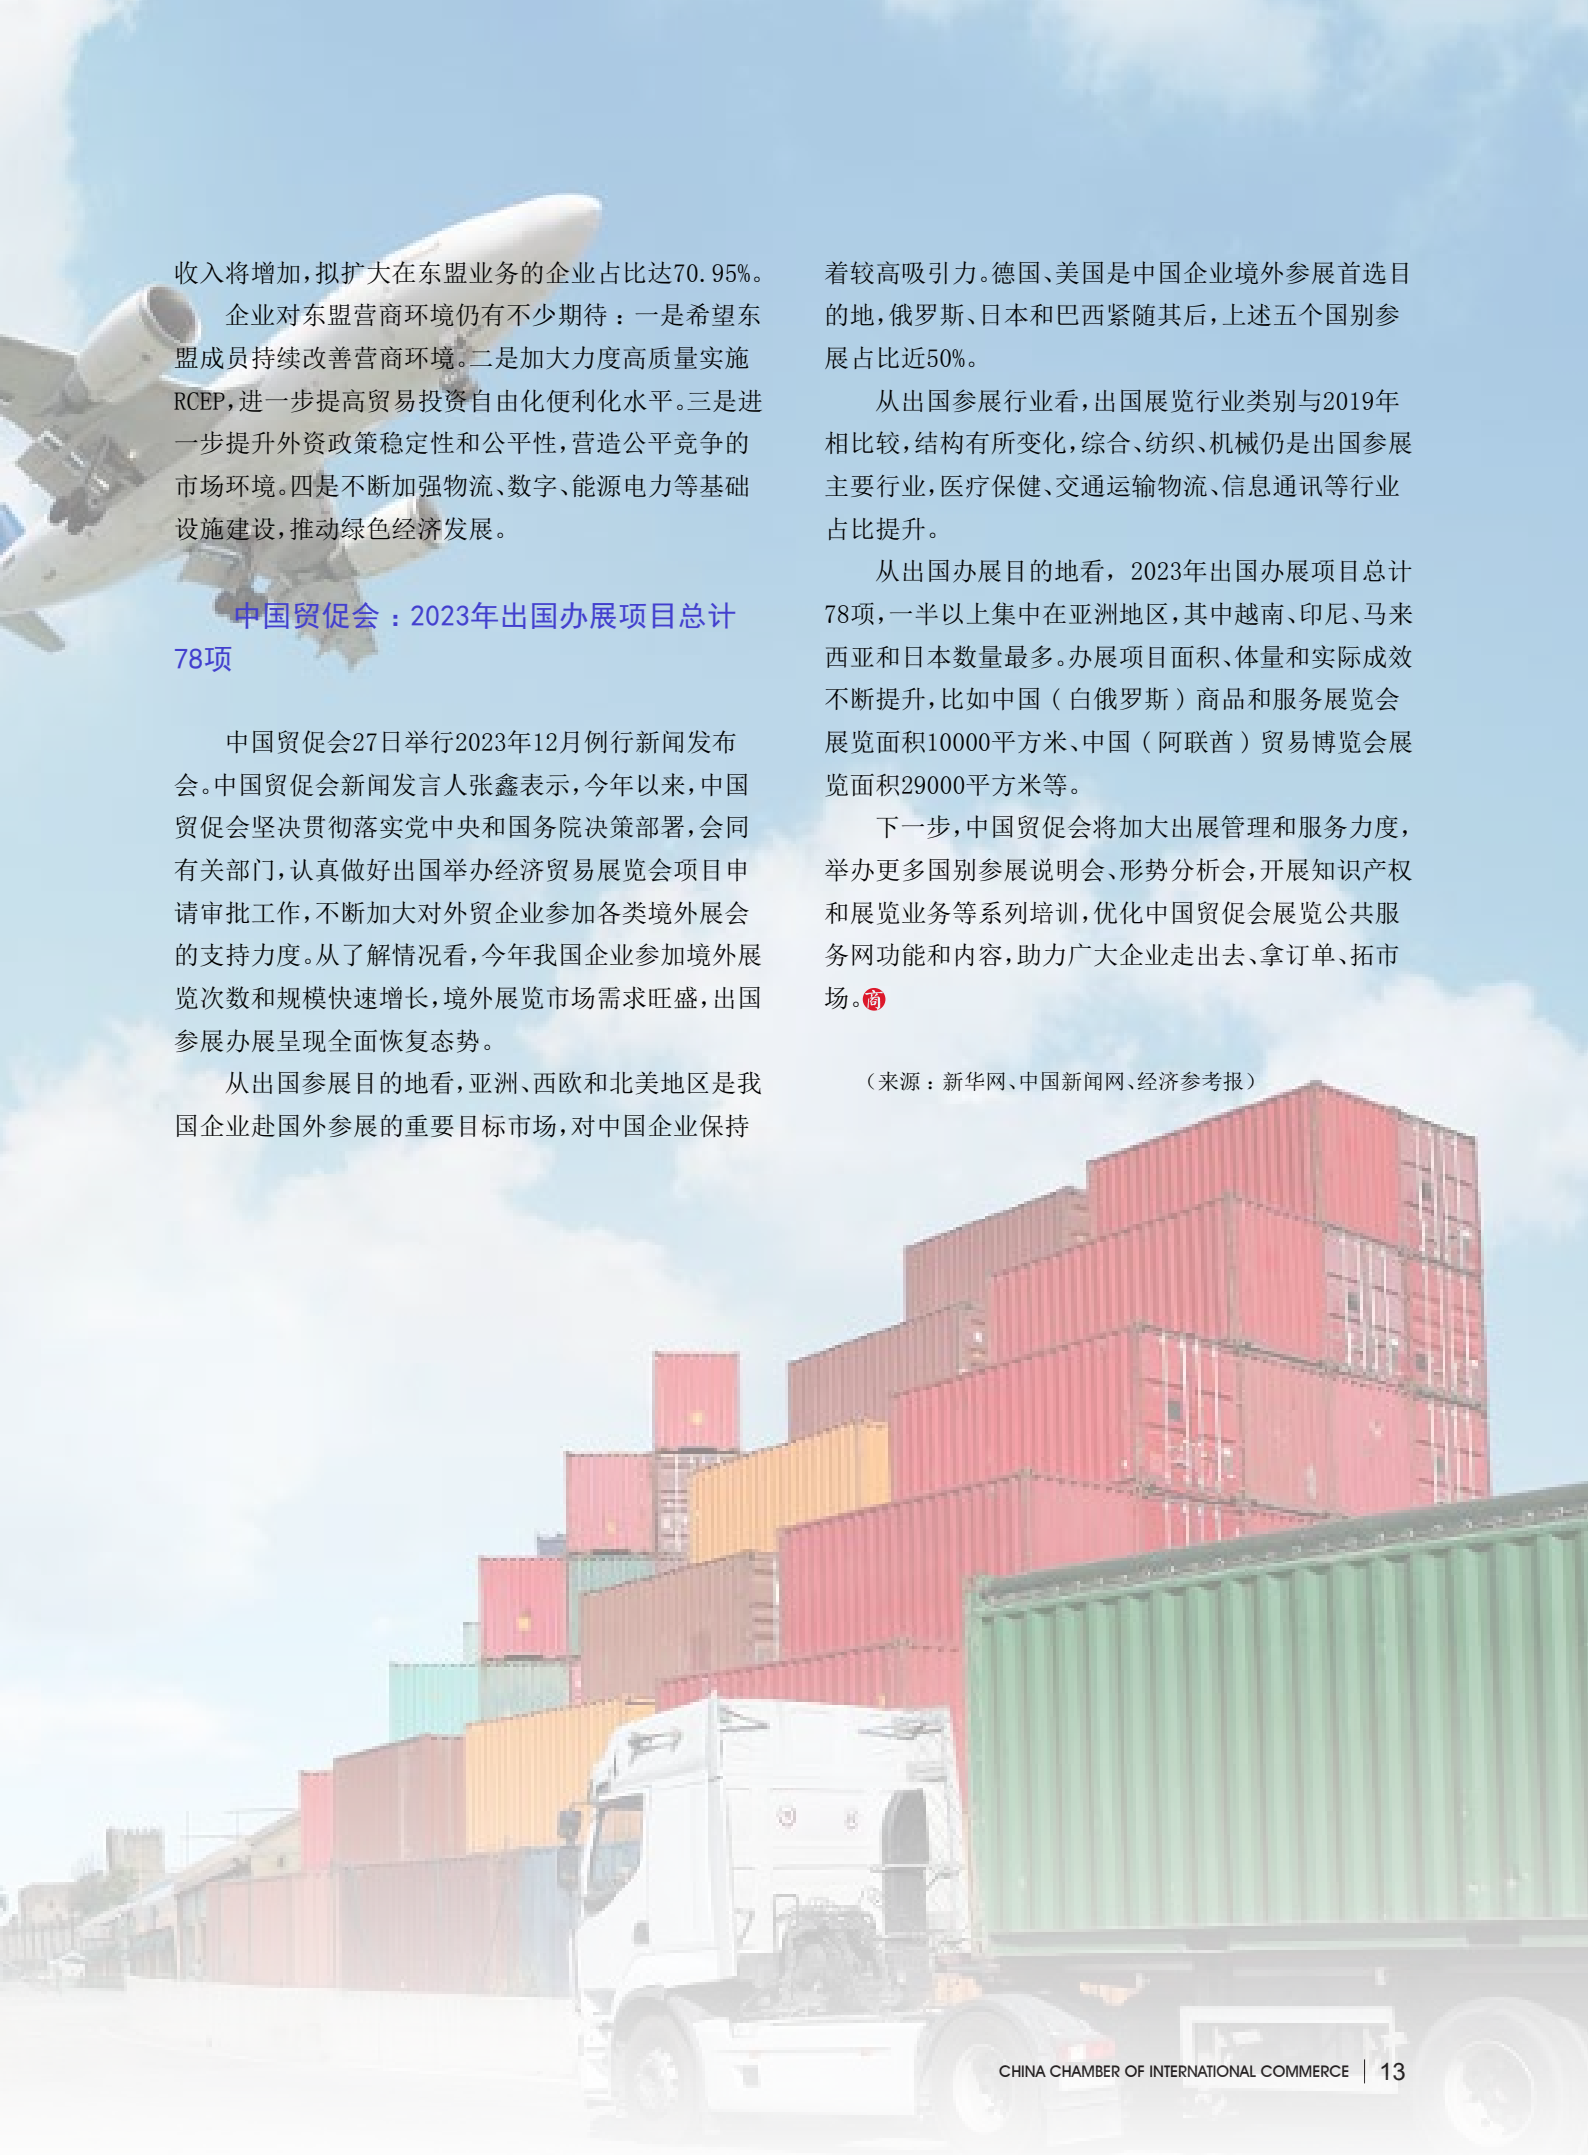 收入将增加,拟扩大在东盟业务的企业占比达70.95%。
企业对东盟营商环境仍有不少期待:一是希望东
盟成员持续改善营商环境。二是加大力度高质量实施
RCEP,进一步提高贸易投资自由化便利化水平。三是进
一步提升外资政策稳定性和公平性,营造公平竞争的
市场环境。四是不断加强物流、数字、能源电力等基础
设施建设,推动绿色经济发展。
中国贸促会:2023年出国办展项目总计
78项
中国贸促会27日举行2023年12月例行新闻发布
会。中国贸促会新闻发言人张鑫表示,今年以来,中国
贸促会坚决贯彻落实党中央和国务院决策部署,会同
有关部门,认真做好出国举办经济贸易展览会项目申
请审批工作,不断加大对外贸企业参加各类境外展会
的支持力度。从了解情况看,今年我国企业参加境外展
览次数和规模快速增长,境外展览市场需求旺盛,出国
参展办展呈现全面恢复态势。
从出国参展目的地看,亚洲、西欧和北美地区是我
国企业赴国外参展的重要目标市场,对中国企业保持
着较高吸引力。德国、美国是中国企业境外参展首选目
的地,俄罗斯、日本和巴西紧随其后,上述五个国别参
展占比近50%。
从出国参展行业看,出国展览行业类别与2019年
相比较,结构有所变化,综合、纺织、机械仍是出国参展
主要行业,医疗保健、交通运输物流、信息通讯等行业
占比提升。
从出国办展目的地看, 2023年出国办展项目总计
78项,一半以上集中在亚洲地区,其中越南、印尼、马来
西亚和日本数量最多。办展项目面积、体量和实际成效
不断提升,比如中国(白俄罗斯)商品和服务展览会
展览面积10000平方米、中国(阿联酋)贸易博览会展
览面积29000平方米等。
下一步,中国贸促会将加大出展管理和服务力度,
举办更多国别参展说明会、形势分析会,开展知识产权
和展览业务等系列培训,优化中国贸促会展览公共服
务网功能和内容,助力广大企业走出去、拿订单、拓市
场。商
(来源:新华网、中国新闻网、经济参考报)
CHINA CHAMBER OF INTERNATIONAL COMMERCE | 13